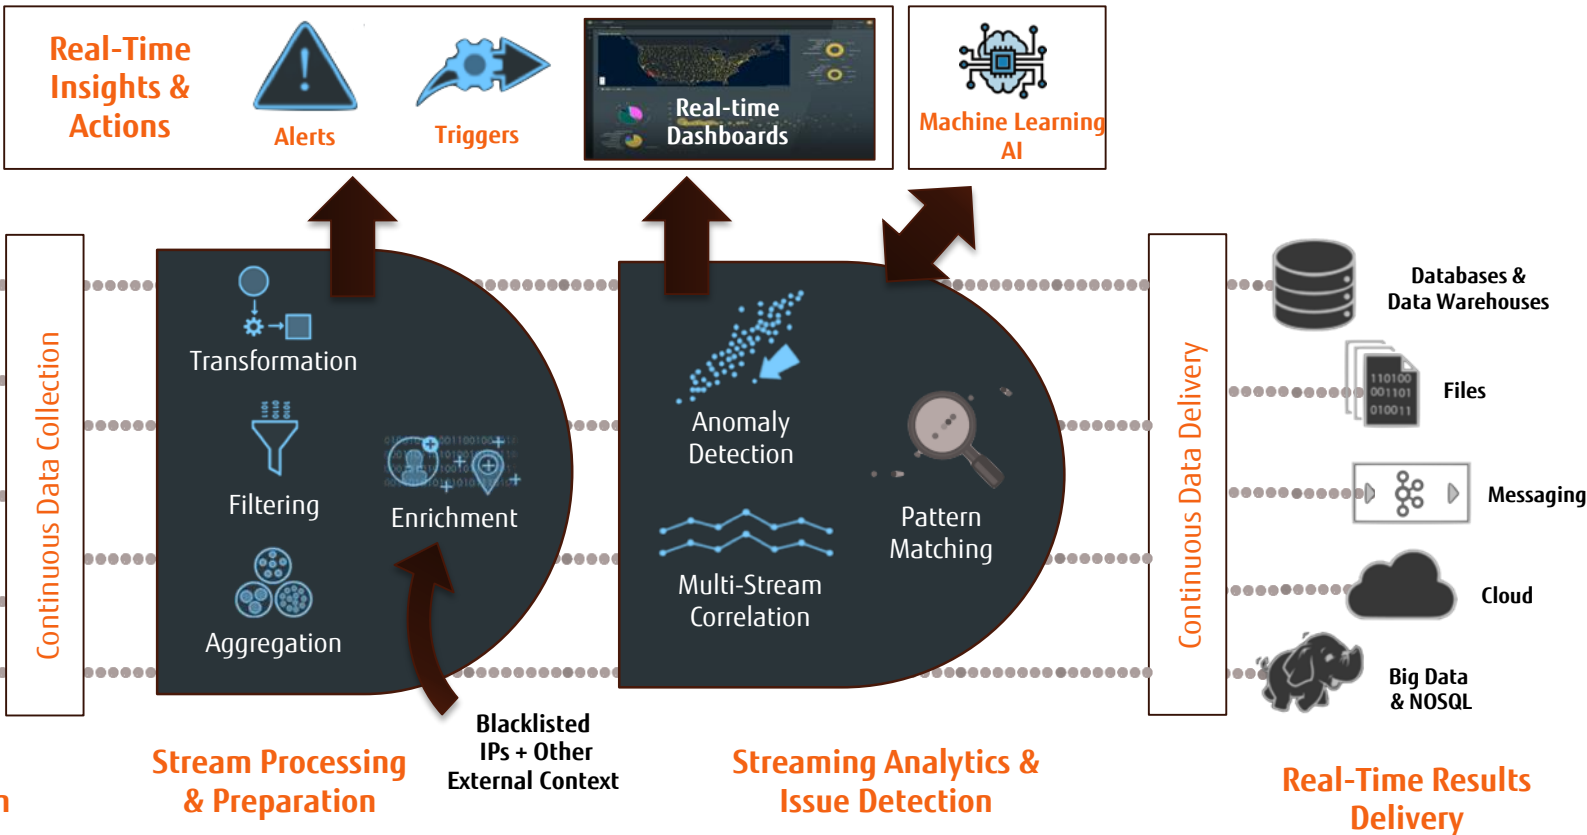 Real-Time
Insights &
Actions
Alerts
Triggers
Real-time
Dashboards
Machine Learning
AI
Continuous Data Collection
Transformation
1010
0110
1011
Filtering
Aggregation
Enrichment
Anomaly
Detection
Multi-Stream
Correlation
Pattern
Matching
Continuous Data Delivery
Databases &
Data Warehouses
110100
001101
010011
Files
Messaging
Cloud
Big Data
& NOSQL
Blacklisted
IPs + Other
External Context
n
Stream Processing
& Preparation
Streaming Analytics &
Issue Detection
Real-Time Results
Delivery